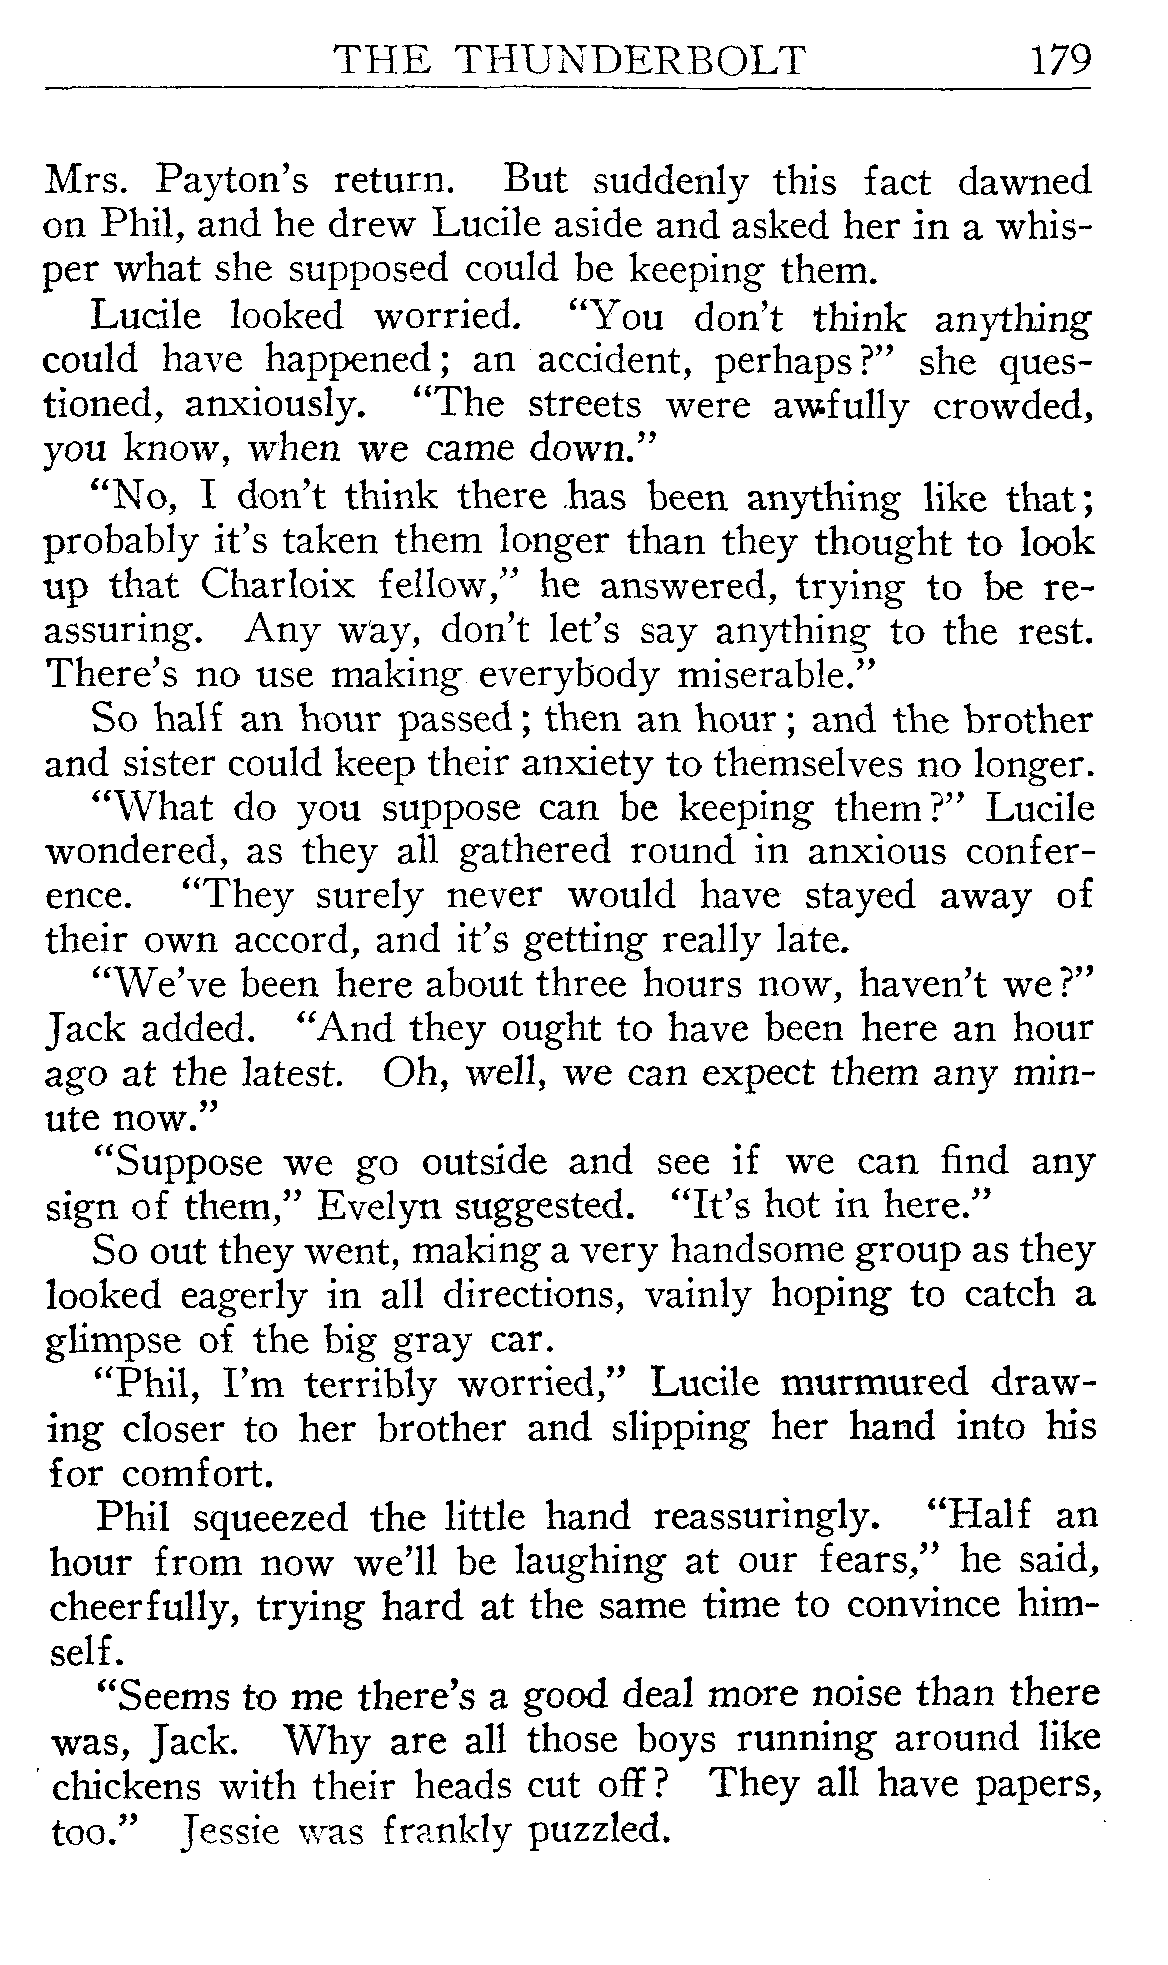 THE THUNDERBOLT 179
Mrs. Payton's return. But suddenly this fact dawned
on Phil, and he drew Lucile aside and asked her in a whis-
per what she supposed could be keeping them.
Lucile looked worried. “You don't think anything
could have happened; an accident, perhaps?” she ques-
tioned, anxiously. “The streets were awfully crowded,
you know, when we came down.”
“No, I don't think there has been anything like that;
probably it's taken them longer than they thought to look
up that Charloix fellow,” he answered, trying to be re-
assuring. Any way, don't let's say anything to the rest.
There's no use making everybody miserable.”
So half an hour passed; then an hour; and the brother
and sister could keep their anxiety to themselves no longer.
“What do you suppose can be keeping them?” Lucile
wondered, as they all gathered round in anxious confer-
ence. “They surely never would have stayed away of
their own accord, and it's getting really late.
“We've been here about three hours now, haven't we?”
Jack added. “And they ought to have been here an hour
ago at the latest. Oh, well, we can expect them any min-
ute now.”
“Suppose we go outside and see if we can find any
sign of them,” Evelyn suggested. “It's hot in here.”
So out they went, making a very handsome group as they
looked eagerly in all directions, vainly hoping to catch a
glimpse of the big gray car.
“Phil, I'm terribly worried,” Lucile murmured draw-
ing closer to her brother and slipping her hand into his
for comfort.
Phil squeezed the little hand reassuringly. “Half an
hour from now we'll be laughing at our fears,” he said,
cheerfully, trying hard at the same time to convince him-
self.
“Seems to me there's a good deal more noise than there
was, Jack. Why are all those boys running around like
chickens with their heads cut off? They all have papers,
too.” Jessie was frankly puzzled.